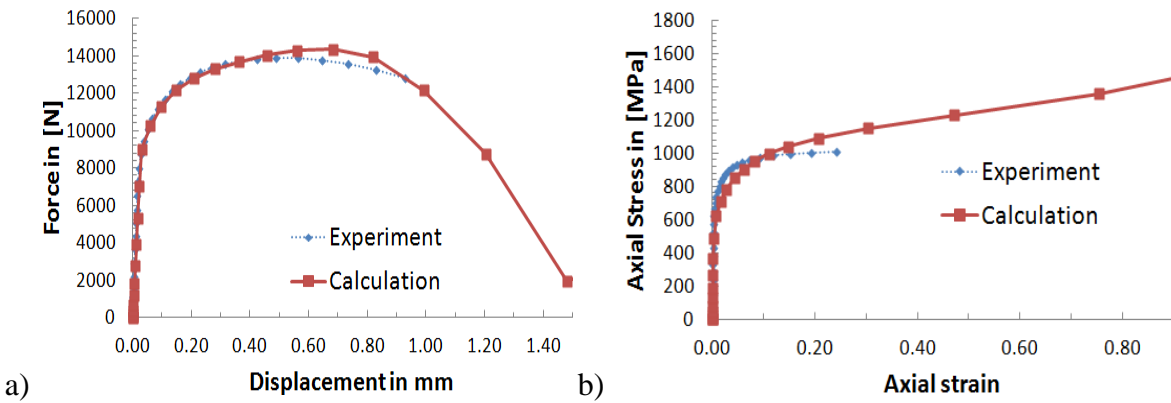 16000
14000
12000
10000
8000
6000
4000
2000
0
Force in [N]
Experiment
Calculation
0.00 0.20 0.40 0.60 0.80 1.00 1.20 1.40
Displacement in mm
a)
1800
1600
1400
1200
1000
800
600
400
200
0
Axial Stress in [MPa]
Experiment
Calculation
0.00 0.20 0.40 0.60 0.80
Axial strain
b)